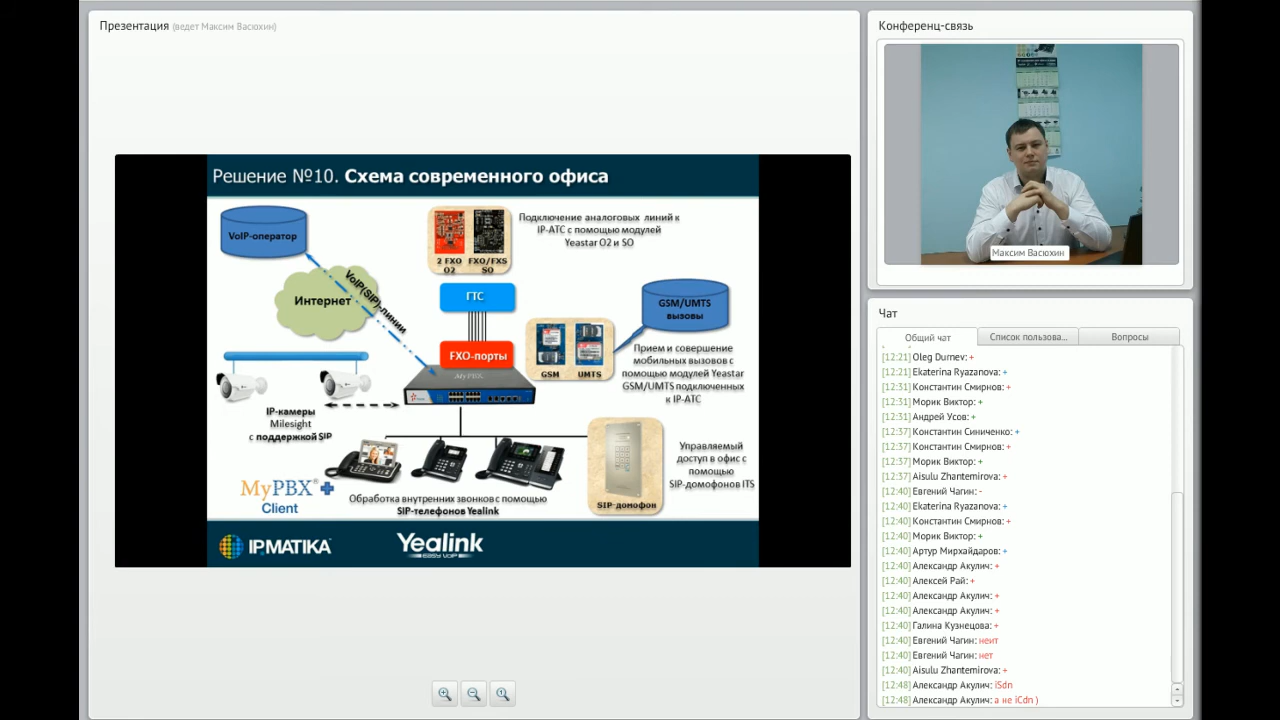 Презентация (ведет Максим Васюхин)
Решение №10. Схема современного офиса
VoIP-оператор
Интернет
VoIP(SIP)-линии
2 FXO
O2
FXO/FXS
SO
Подключение аналоговых линий к
IP-АТС с помощью модулей
Yeastar O2 и SO
ГТС
FXO-порты
MyPBX
GSM
UMTS
GSM/UMTS
вызовы
Прием и совершение
мобильных вызовов с
помощью модулей Yeastar
GSM/UMTS подключенных
к IP-АТС
IP-камеры
Milesight
с поддержкой SIP
MyPBX®+
Client
Обработка внутренних звонков с помощью
SIP-телефонов Yealink
SIP-домофон
Управляемый
доступ в офис с
помощью
SIP-домофонов ITS
IPMATIKA
Yealink
EASY VOIP
Конференц-связь
Максим Васюхин
Чат
Общий чат
Список пользова...
Вопросы
[12:21] Oleg Durnev: +
[12:21] Ekaterina Ryazanova: +
[12:31] Константин Смирнов: +
[12:31] Морик Виктор: +
[12:31] Андрей Усов: +
[12:37] Константин Синиченко: +
[12:37] Константин Смирнов: +
[12:37] Морик Виктор: +
[12:37] Aisulu Zhantemirova: +
[12:40] Евгений Чагин: -
[12:40] Ekaterina Ryazanova: +
[12:40] Константин Смирнов: +
[12:40] Морик Виктор: +
[12:40] Артур Мирхайдаров: +
[12:40] Александр Акулич: +
[12:40] Алексей Рай: +
[12:40] Александр Акулич: +
[12:40] Александр Акулич: +
[12:40] Галина Кузнецова: +
[12:40] Евгений Чагин: неит
[12:40] Евгений Чагин: нет
[12:40] Aisulu Zhantemirova: +
[12:48] Александр Акулич: iSdn
[12:48] Александр Акулич: а не iCdn )